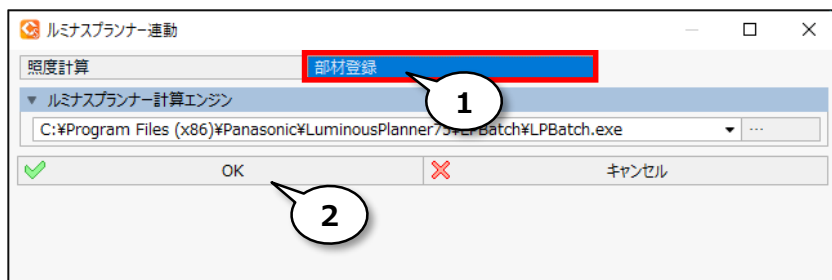 ルミナスプランナー連動
照度計算 部材登録
1
ルミナスプランナー計算エンジン
C:¥Program Files (x86)¥Panasonic¥LuminousPlanner75¥LPBatch¥LPBatch.exe ...
OK キャンセル
2